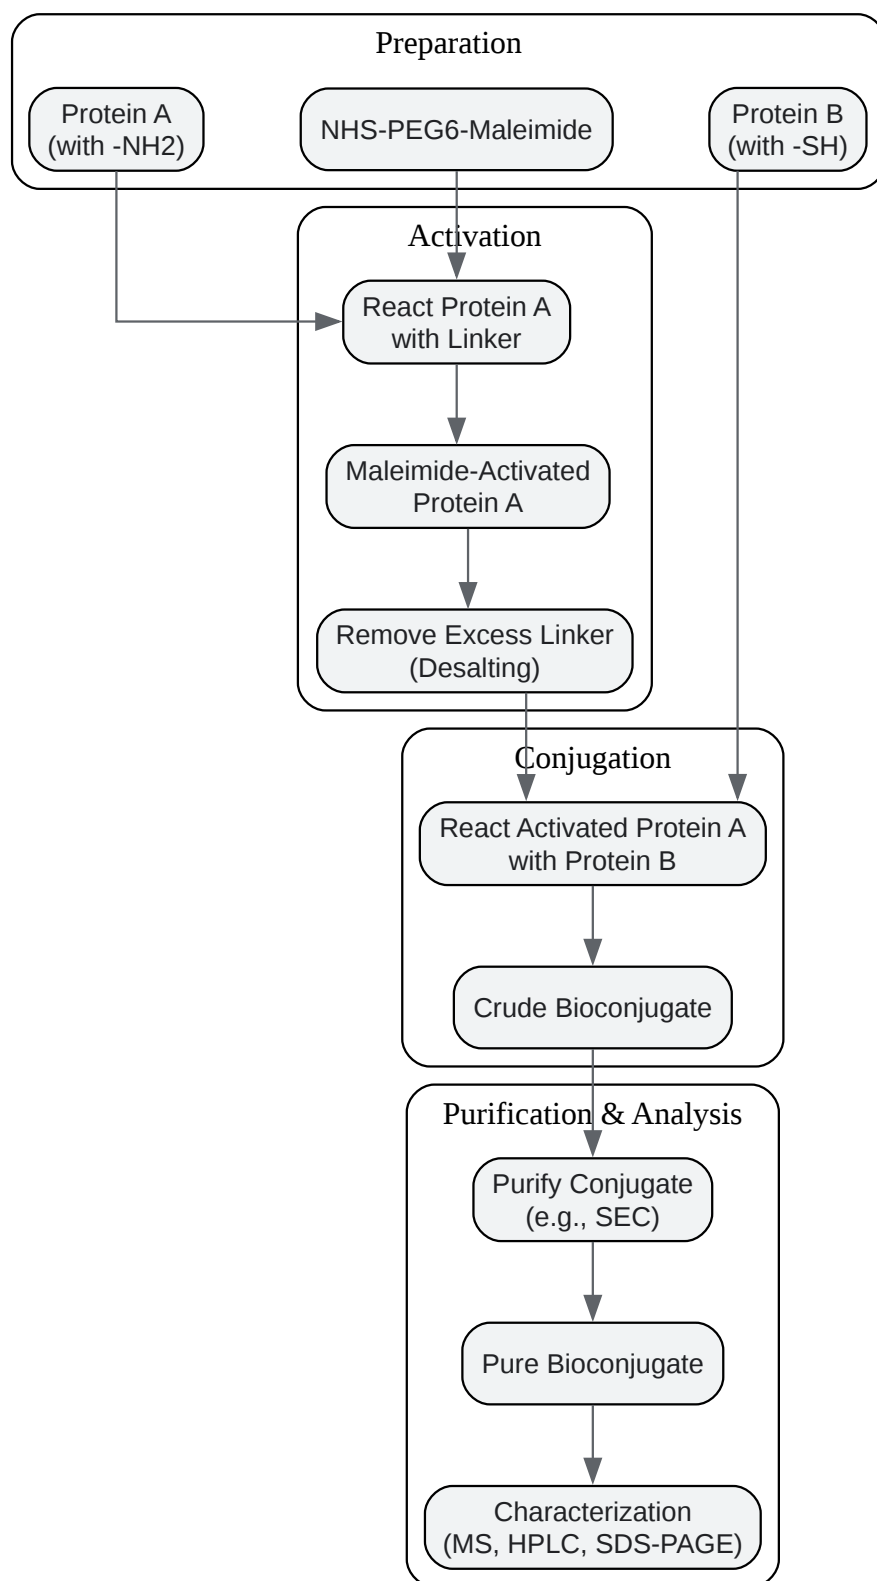 Preparation
Protein A
(with -NH2)
NHS-PEG6-Maleimide
Protein B
(with -SH)
Activation
React Protein A
with Linker
Maleimide-Activated
Protein A
Remove Excess Linker
(Desalting)
Conjugation
React Activated Protein A
with Protein B
Crude Bioconjugate
Purification & Analysis
Purify Conjugate
(e.g., SEC)
Pure Bioconjugate
Characterization
(MS, HPLC, SDS-PAGE)